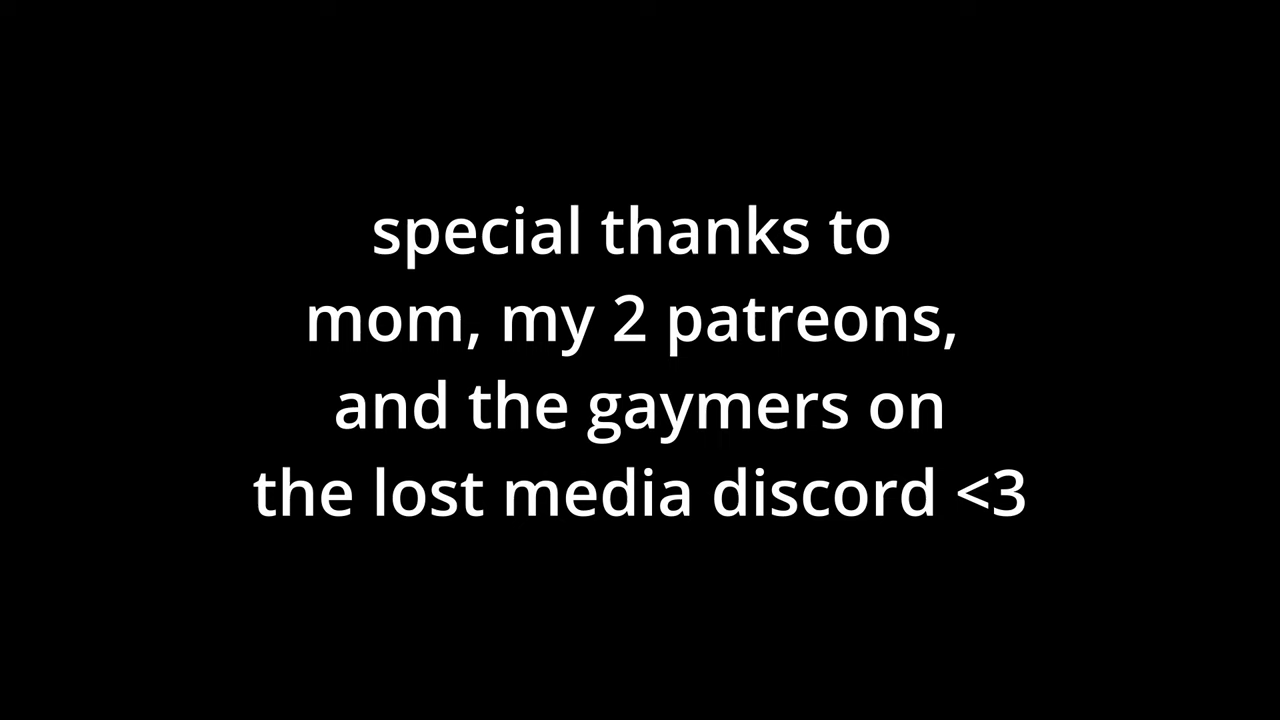 special thanks to
mom, my 2 patreons,
and the gaymers on
the lost media discord <3